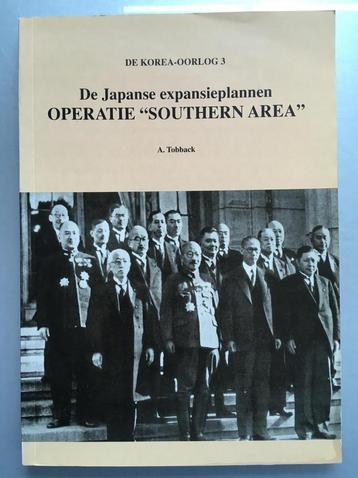 DE KOREA-OORLOG 3
De Japanse expansieplannen
OPERATIE “SOUTHERN AREA”
A. Tobback